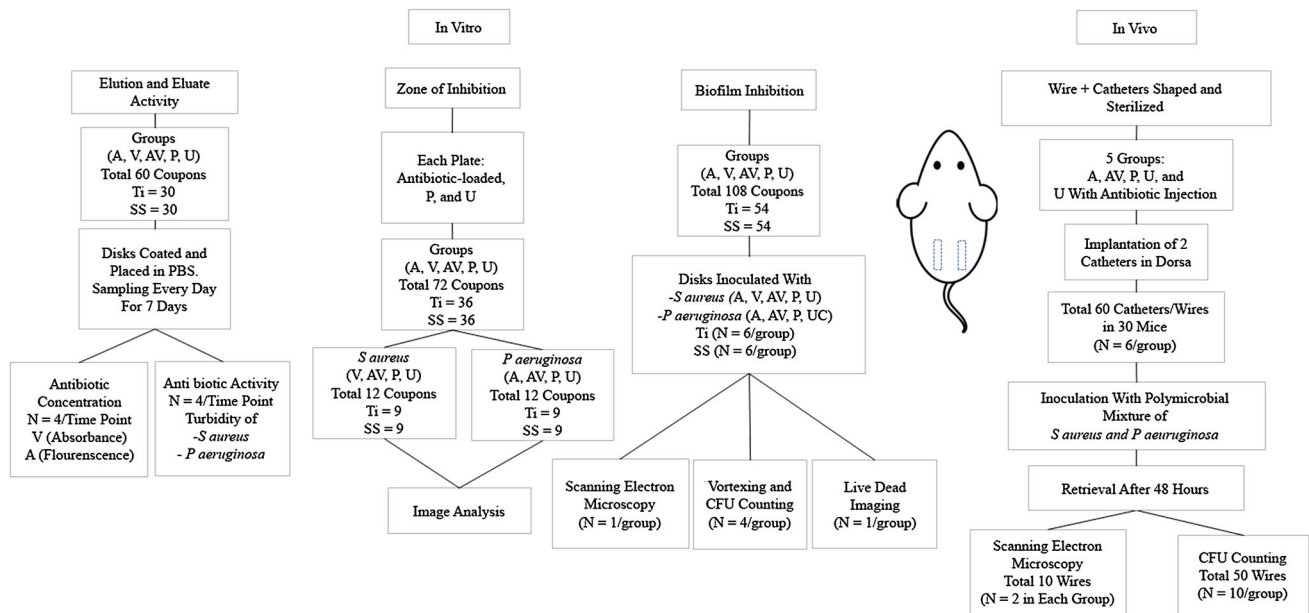 In Vitro
In Vivo
Elution and Eluate
Activity
Groups
(A, V, AV, P, U)
Total 60 Coupons
Ti = 30
SS = 30
Disks Coated and
Placed in PBS.
Sampling Every Day
For 7 Days
Antibiotic
Concentration
N = 4/Time Point
V (Absorbance)
A (Flourenscence)
Anti biotic Activity
N = 4/Time Point
Turbidity of
-S aureus
- P aeruginosa
Zone of Inhibition
Each Plate:
Antibiotic-loaded,
P, and U
Groups
(A, V, AV, P, U)
Total 72 Coupons
Ti = 36
SS = 36
S aureus
(V, AV, P, U)
Total 12 Coupons
Ti = 9
SS = 9
P aeruginosa
(A, AV, P, U)
Total 12 Coupons
Ti = 9
SS = 9
Image Analysis
Biofilm Inhibition
Groups
(A, V, AV, P, U)
Total 108 Coupons
Ti = 54
SS = 54
Disks Inoculated With
-S aureus (A, V, AV, P, U)
-P aeruginosa (A, AV, P, UC)
Ti (N = 6/group)
SS (N = 6/group)
Scanning Electron
Microscopy
(N = 1/group)
Vortexing and
CFU Counting
(N = 4/group)
Live Dead
Imaging
(N = 1/group)
Wire + Catheters Shaped and
Sterilized
5 Groups:
A, AV, P, U, and
U With Antibiotic Injection
Implantation of 2
Catheters in Dorsa
Total 60 Catheters/Wires
in 30 Mice
(N = 6/group)
Inoculation With Polymicrobial
Mixture of
S aureus and P aeuruginosa
Retrieval After 48 Hours
Scanning Electron
Microscopy
Total 10 Wires
(N = 2 in Each Group)
CFU Counting
Total 50 Wires
(N = 10/group)